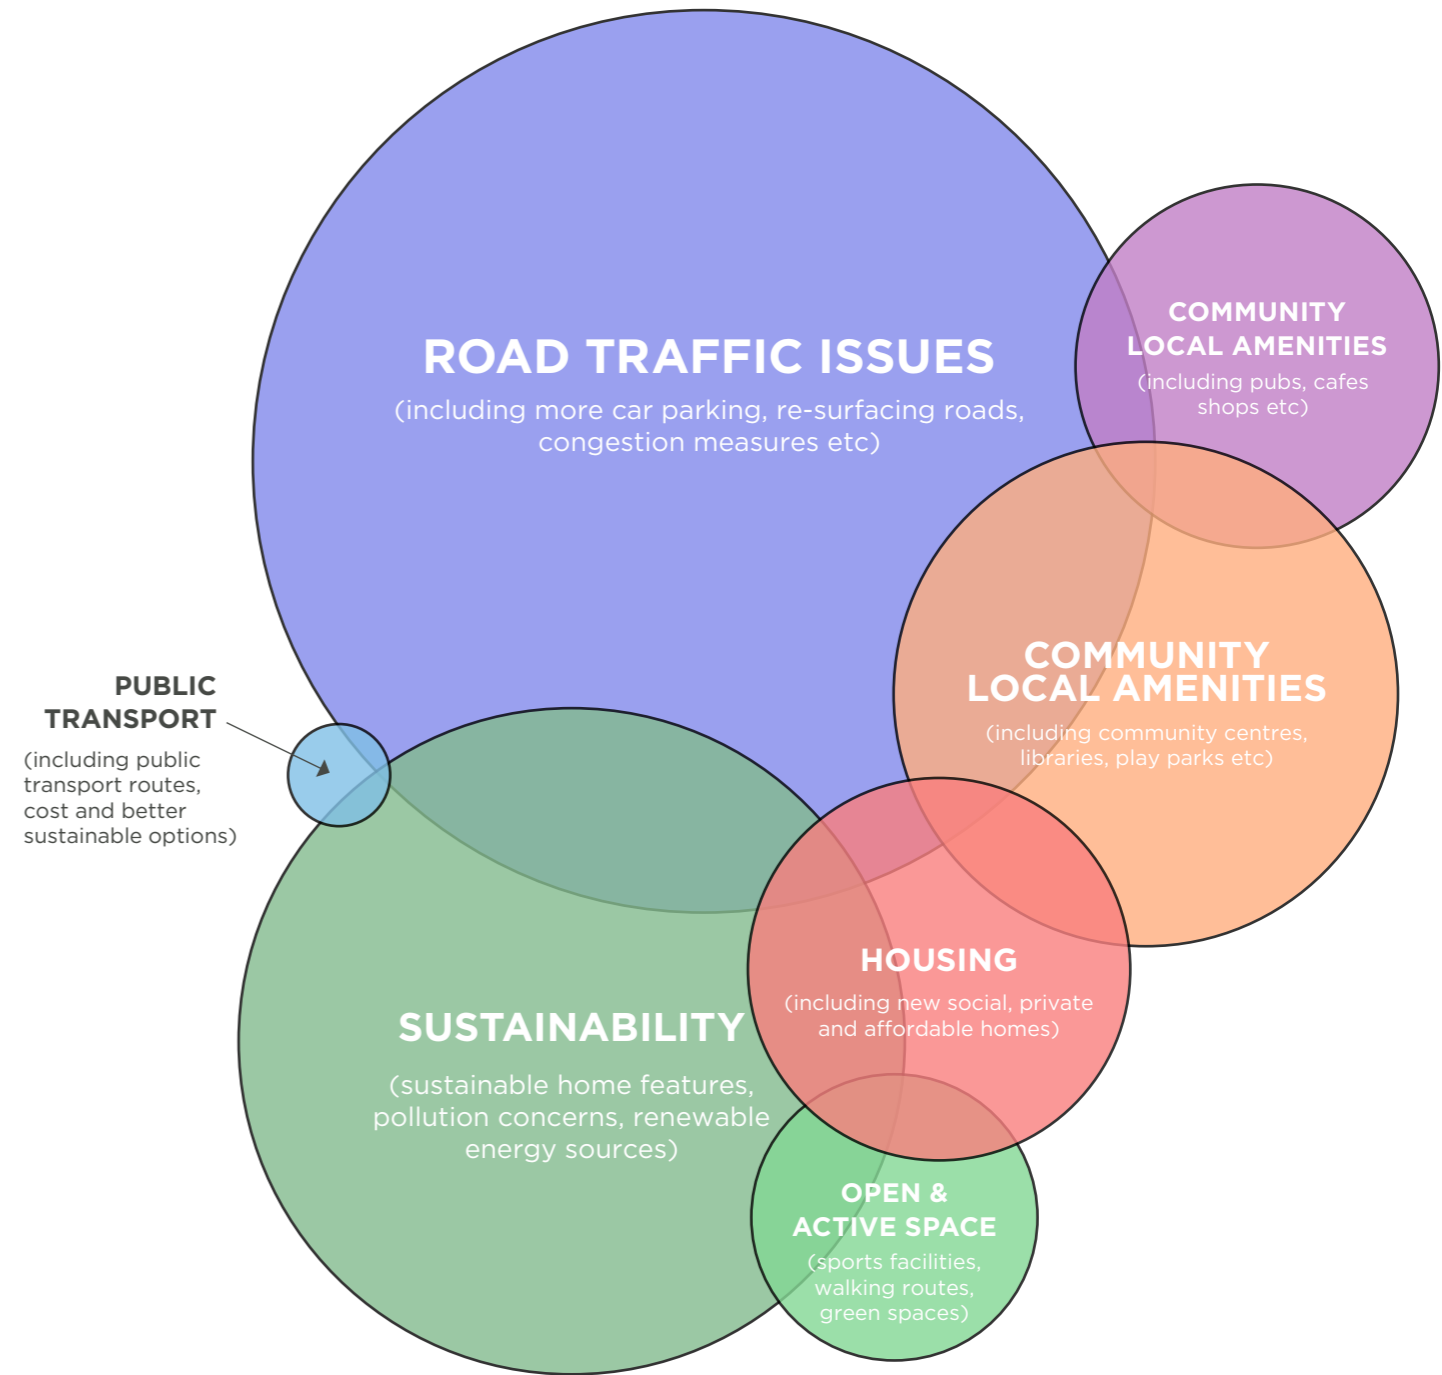 ROAD TRAFFIC ISSUES
(including more car parking, re-surfacing roads,
congestion measures etc)
COMMUNITY
LOCAL AMENITIES
(including pubs, cafes
shops etc)
COMMUNITY
LOCAL AMENITIES
(including community centres,
libraries, play parks etc)
PUBLIC
TRANSPORT
(including public
transport routes,
cost and better
sustainable options)
HOUSING
(including new social, private
and affordable homes)
SUSTAINABILITY
(sustainable home features,
pollution concerns, renewable
energy sources)
OPEN &
ACTIVE SPACE
(sports facilities,
walking routes,
green spaces)